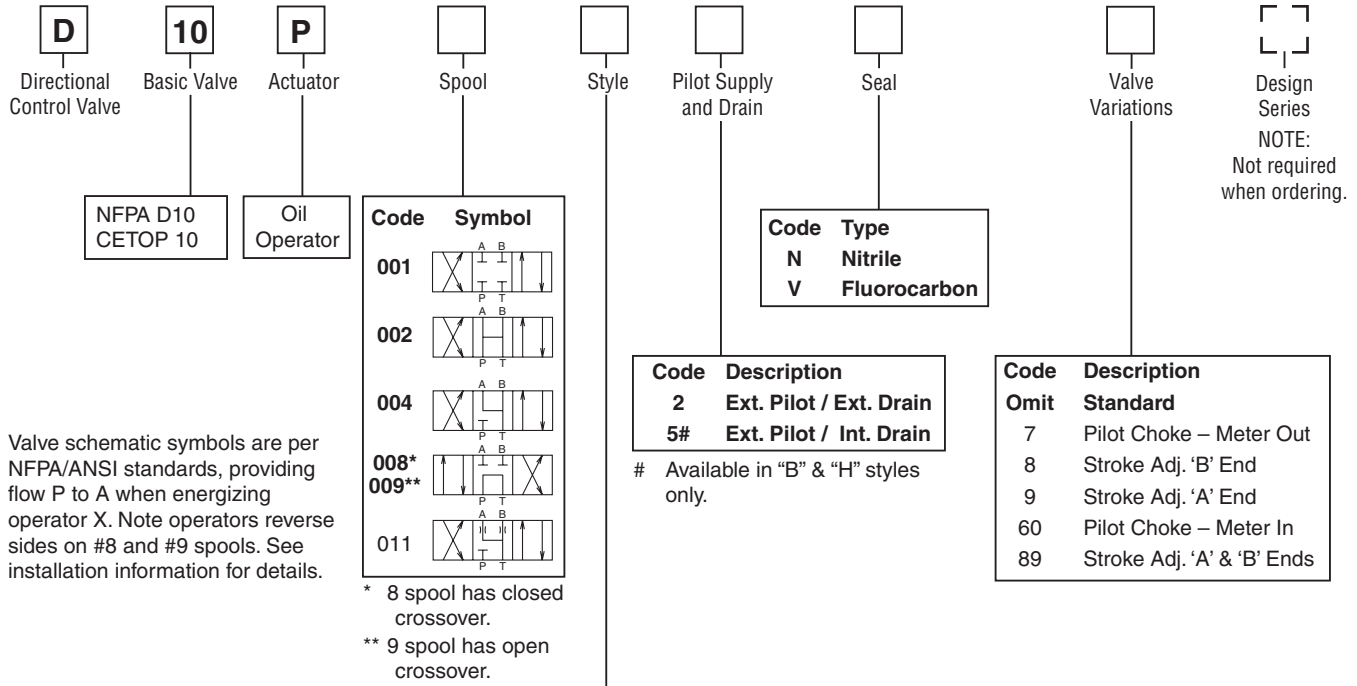 D 10 P
Directional
Control Valve
Basic Valve
Actuator
Spool
Style
Pilot Supply
and Drain
Seal
Valve
Variations
Design
Series
NOTE:
Not required
when ordering.
NFPA D10
CETOP 10
Oil
Operator
Code Symbol
A B
001
P T
A B
002
P T
A B
004
P T
A B
008*
009**
P T
A B
011
P T
* 8 spool has closed
crossover.
** 9 spool has open
crossover.
Valve schematic symbols are per
NFPA/ANSI standards, providing
flow P to A when energizing
operator X. Note operators reverse
sides on #8 and #9 spools. See
installation information for details.
Code Description
2 Ext. Pilot / Ext. Drain
5# Ext. Pilot / Int. Drain
# Available in “B” & “H” styles
only.
Code Type
N Nitrile
V Fluorocarbon
Code Description
Omit Standard
7 Pilot Choke – Meter Out
8 Stroke Adj. ‘B’ End
9 Stroke Adj. ‘A’ End
60 Pilot Choke – Meter In
89 Stroke Adj. ‘A’ & ‘B’ Ends